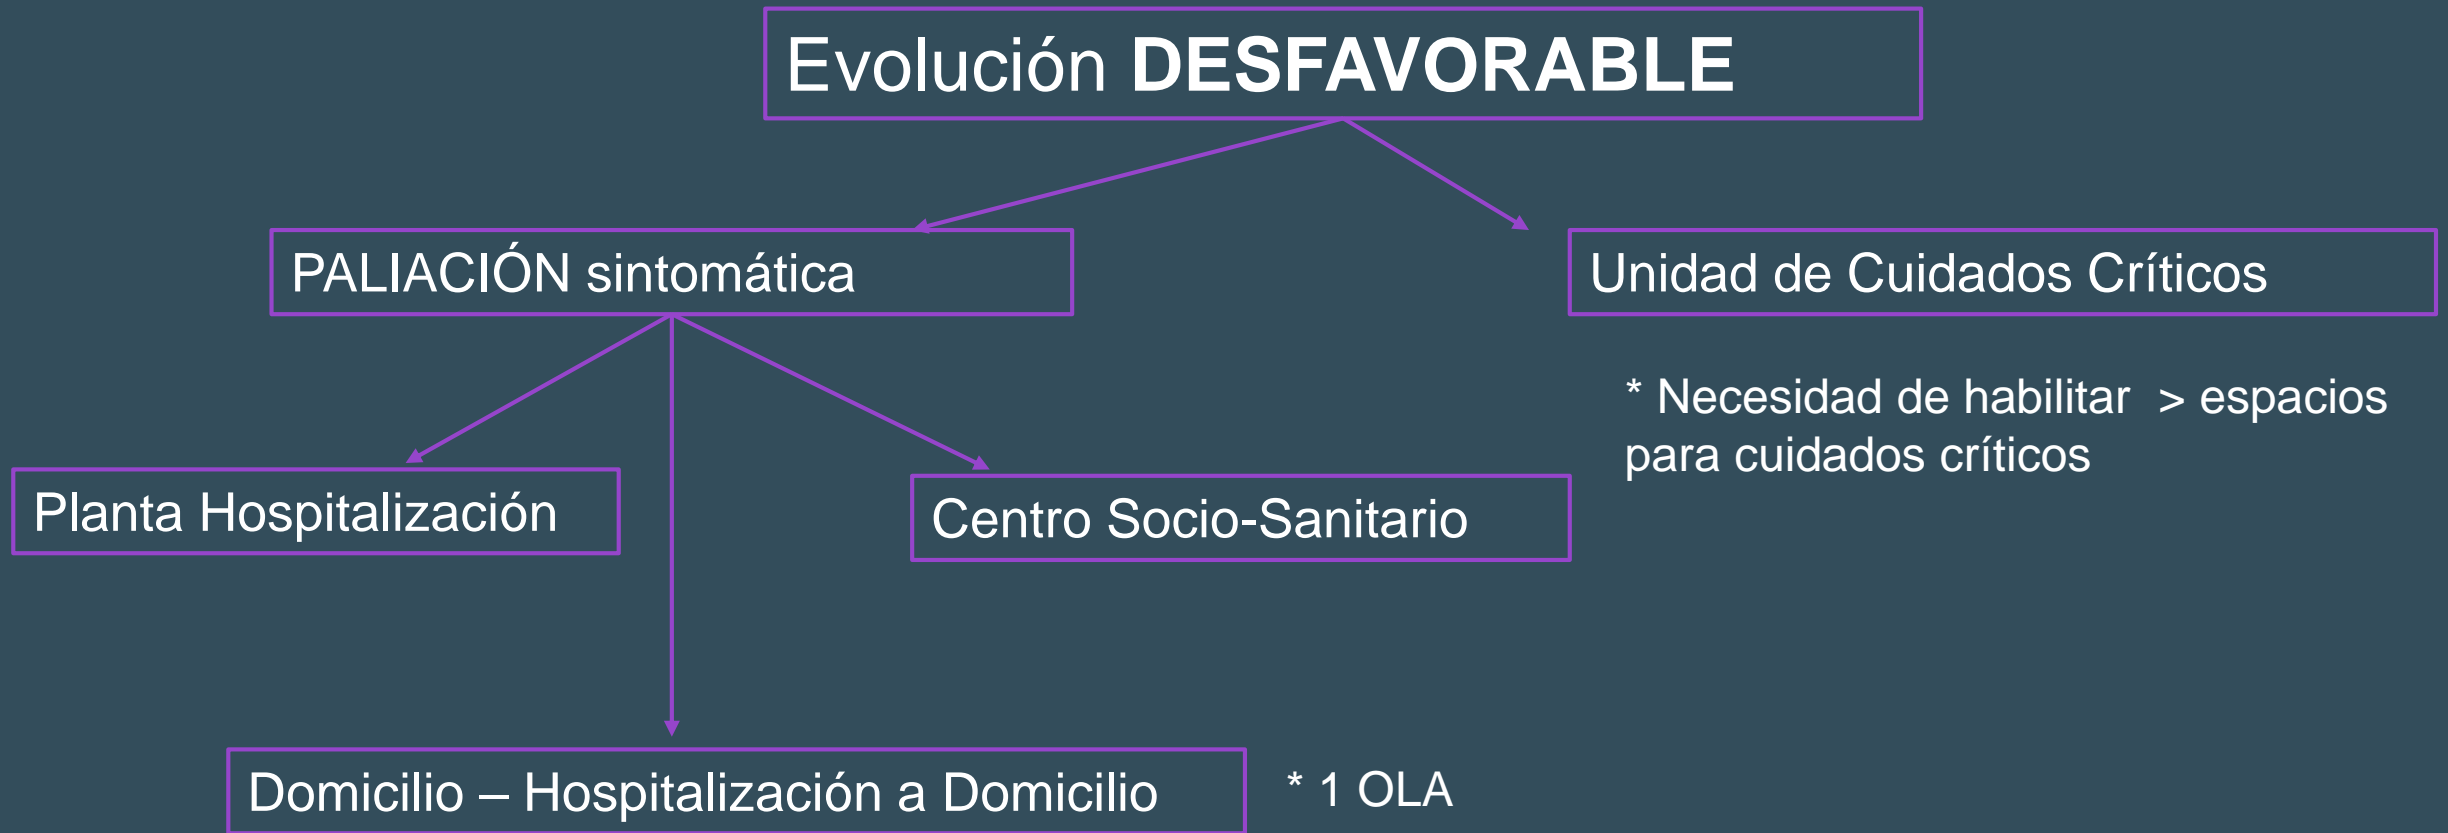 Evolución DESFAVORABLE
PALIACIÓN sintomática
Unidad de Cuidados Críticos
* Necesidad de habilitar > espacios
para cuidados críticos
Planta Hospitalización
Centro Socio-Sanitario
Domicilio – Hospitalización a Domicilio
* 1 OLA